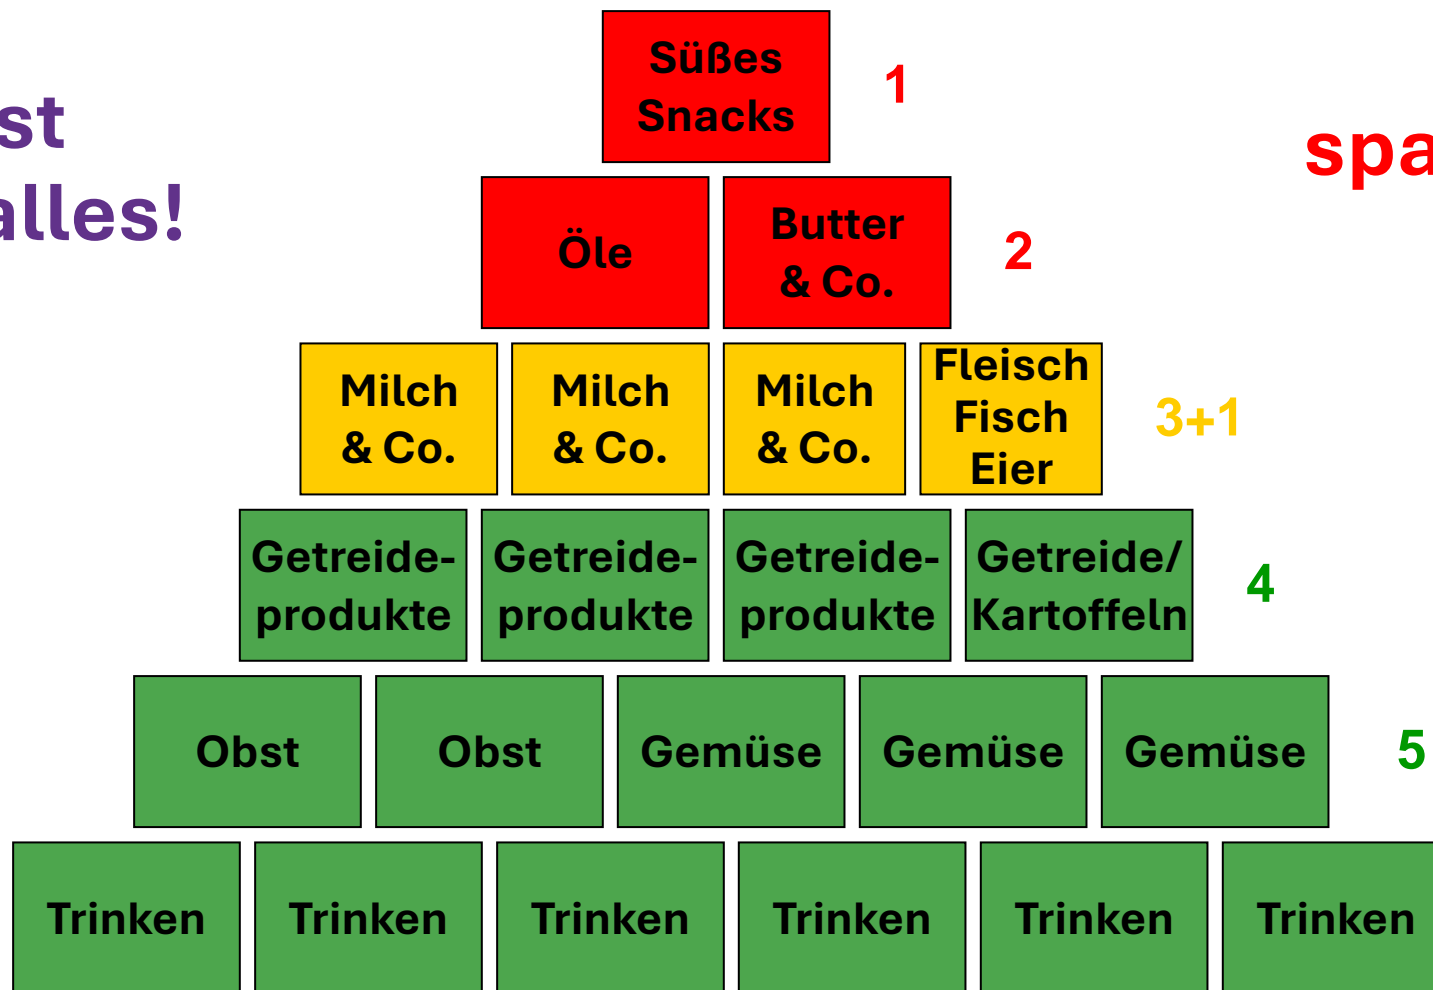 Süßes
Snacks
1
st
alles!
spa
Öle
Butter
& Co.
2
Milch
& Co.
Milch
& Co.
Milch
& Co.
Fleisch
Fisch
Eier
3+1
Getreide-
produkte
Getreide-
produkte
Getreide-
produkte
Getreide/
Kartoffeln
4
Obst
Obst
Gemüse
Gemüse
Gemüse
5
Trinken
Trinken
Trinken
Trinken
Trinken
Trinken